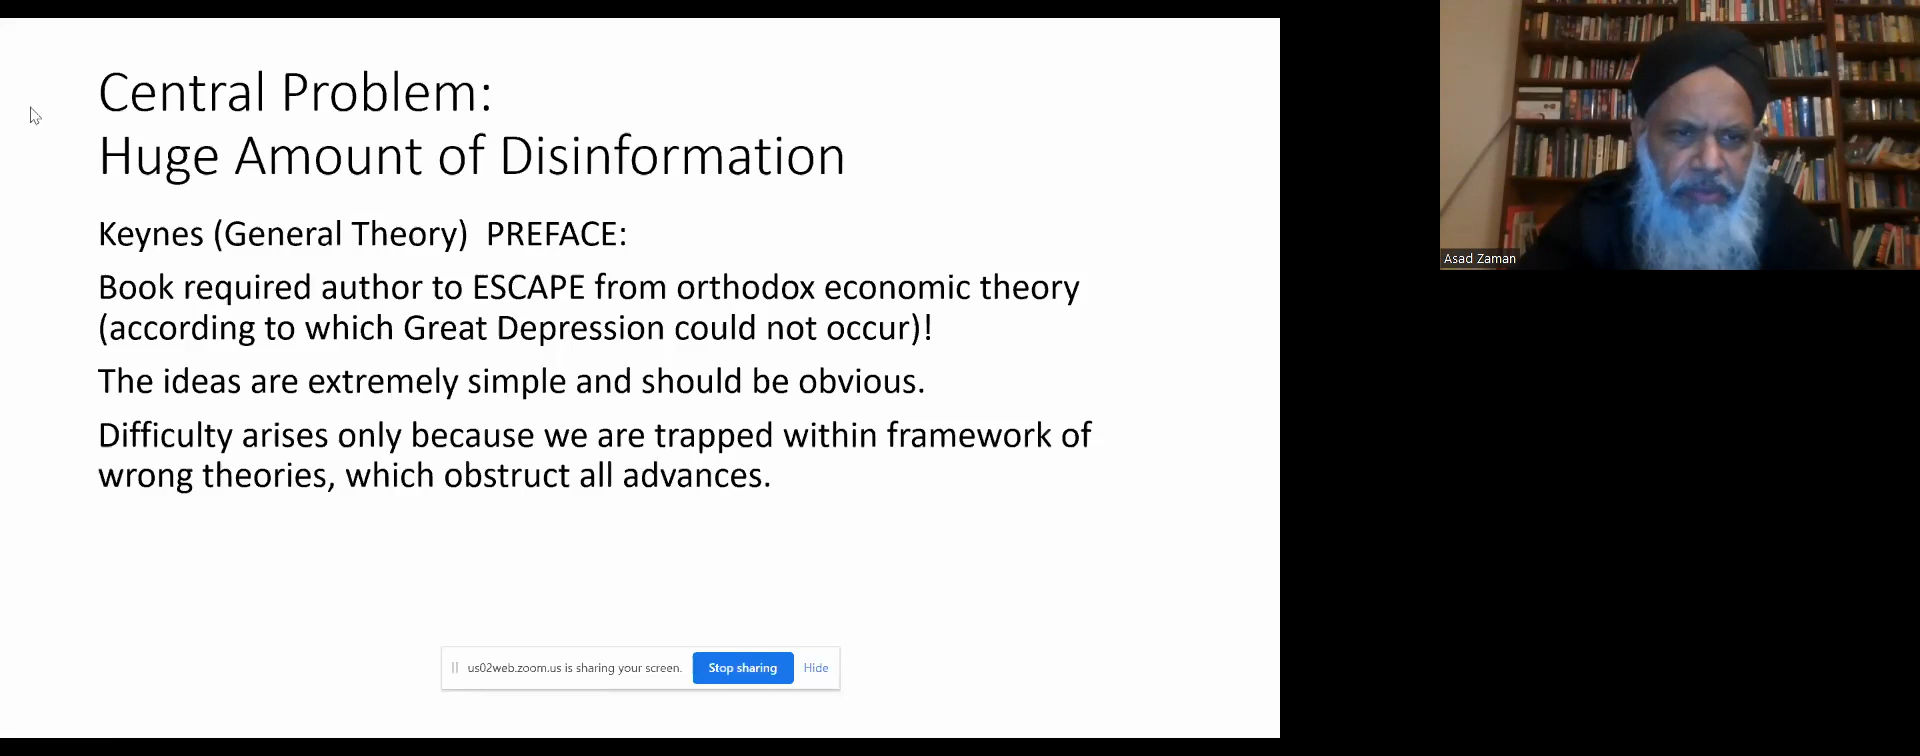 Central Problem:
Huge Amount of Disinformation
Keynes (General Theory)  PREFACE:
Book required author to ESCAPE from orthodox economic theory
(according to which Great Depression could not occur)!
The ideas are extremely simple and should be obvious.
Difficulty arises only because we are trapped within framework of
wrong theories, which obstruct all advances.
us02web.zoom.us is sharing your screen. Stop sharing Hide
Asad Zaman